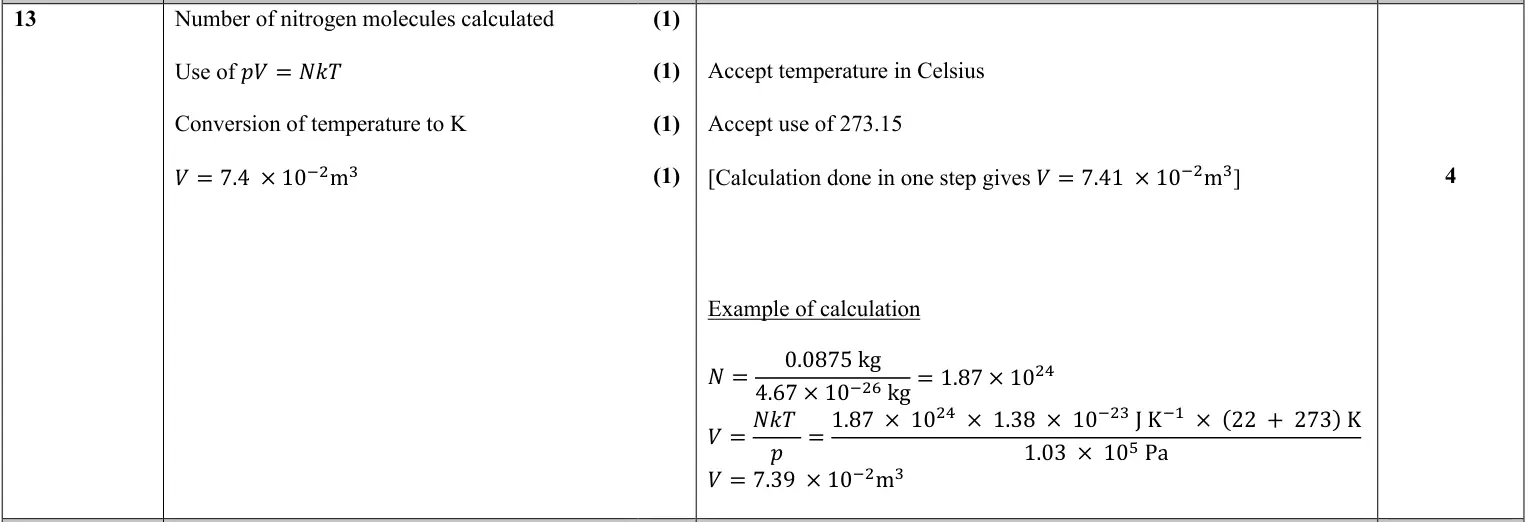 13 Number of nitrogen molecules calculated (1)
Use of 𝑝𝑉 = 𝑁𝑘𝑇 (1) Accept temperature in Celsius
Conversion of temperature to K (1) Accept use of 273.15
𝑉 = 7.4 × 10⁻²m³ (1) [Calculation done in one step gives 𝑉 = 7.41 × 10⁻²m³] 4
Example of calculation
𝑁 = 0.0875 kg / 4.67 × 10⁻²⁶ kg = 1.87 × 10²⁴
𝑉 = 𝑁𝑘𝑇 / 𝑝 = 1.87 × 10²⁴ × 1.38 × 10⁻²³ J K⁻¹ × (22 + 273) K / 1.03 × 10⁵ Pa
𝑉 = 7.39 × 10⁻²m³